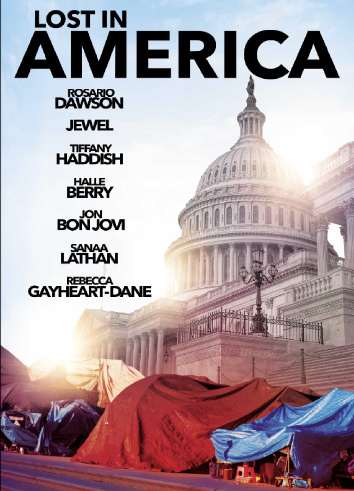 LOST IN
AMERICA
ROSARIO
DAWSON
JEWEL
TIFFANY
HADDISH
HALLE
BERRY
JON
BON JOVI
SANAA
LATHAN
REBECCA
GAYHEART-DANE